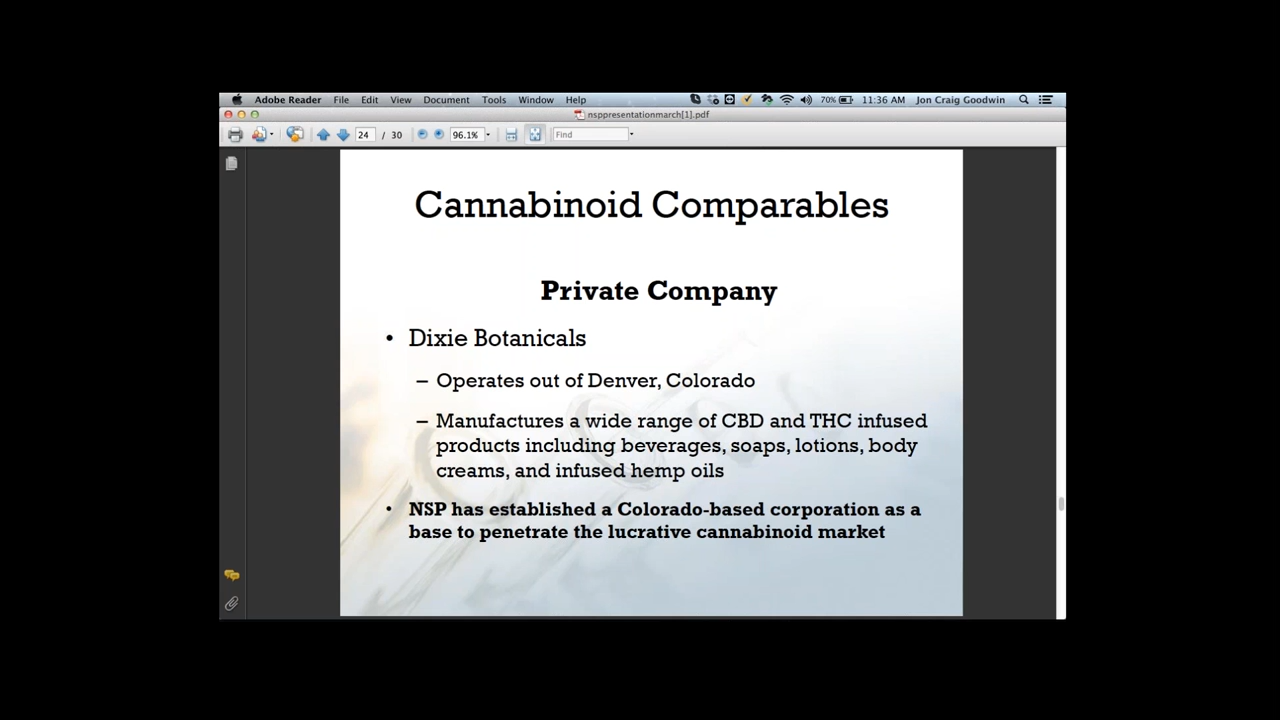 Adobe Reader File Edit View Document Tools Window Help 70% 11:36 AM Jon Craig Goodwin
nsppresentationmarch[1].pdf
24 / 30 96.1% Find
Cannabinoid Comparables
Private Company
• Dixie Botanicals
– Operates out of Denver, Colorado
– Manufactures a wide range of CBD and THC infused
products including beverages, soaps, lotions, body
creams, and infused hemp oils
• NSP has established a Colorado-based corporation as a
base to penetrate the lucrative cannabinoid market